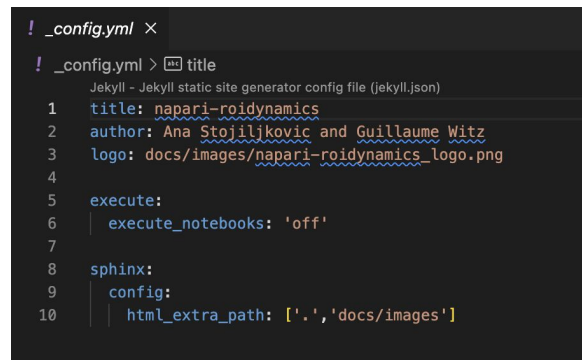 ! _config.yml ×
! _config.yml > abc title
Jekyll - Jekyll static site generator config file (jekyll.json)
1 title: napari-roidynamics
2 author: Ana Stojiljkovic and Guillaume Witz
3 logo: docs/images/napari-roidynamics_logo.png
4
5 execute:
6   execute_notebooks: 'off'
7
8 sphinx:
9   config:
10     html_extra_path: ['.','docs/images']